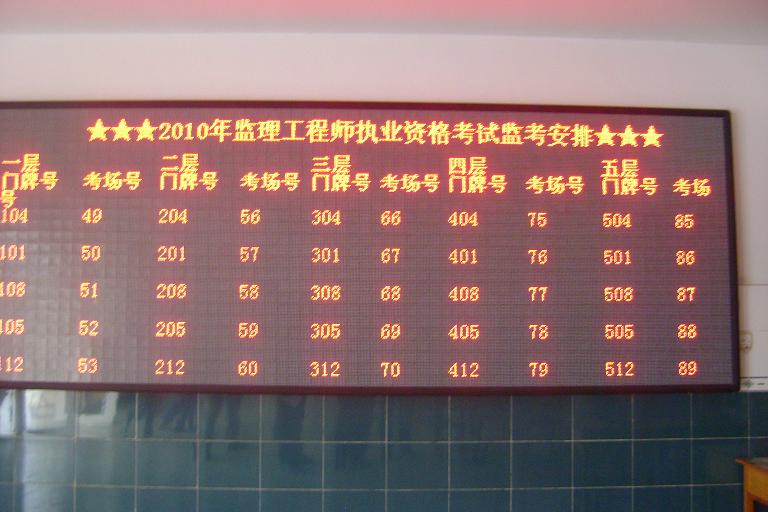 ★★★2010年监理工程师执业资格考试监考安排★★★
一层 二层 三层 四层 五层
门牌号 考场号 门牌号 考场号 门牌号 考场号 门牌号 考场号 门牌号 考场
号
104 49 204 56 304 66 404 75 504 85
101 50 201 57 301 67 401 76 501 86
108 51 208 58 308 68 408 77 508 87
105 52 205 59 305 69 405 78 505 88
112 53 212 60 312 70 412 79 512 89